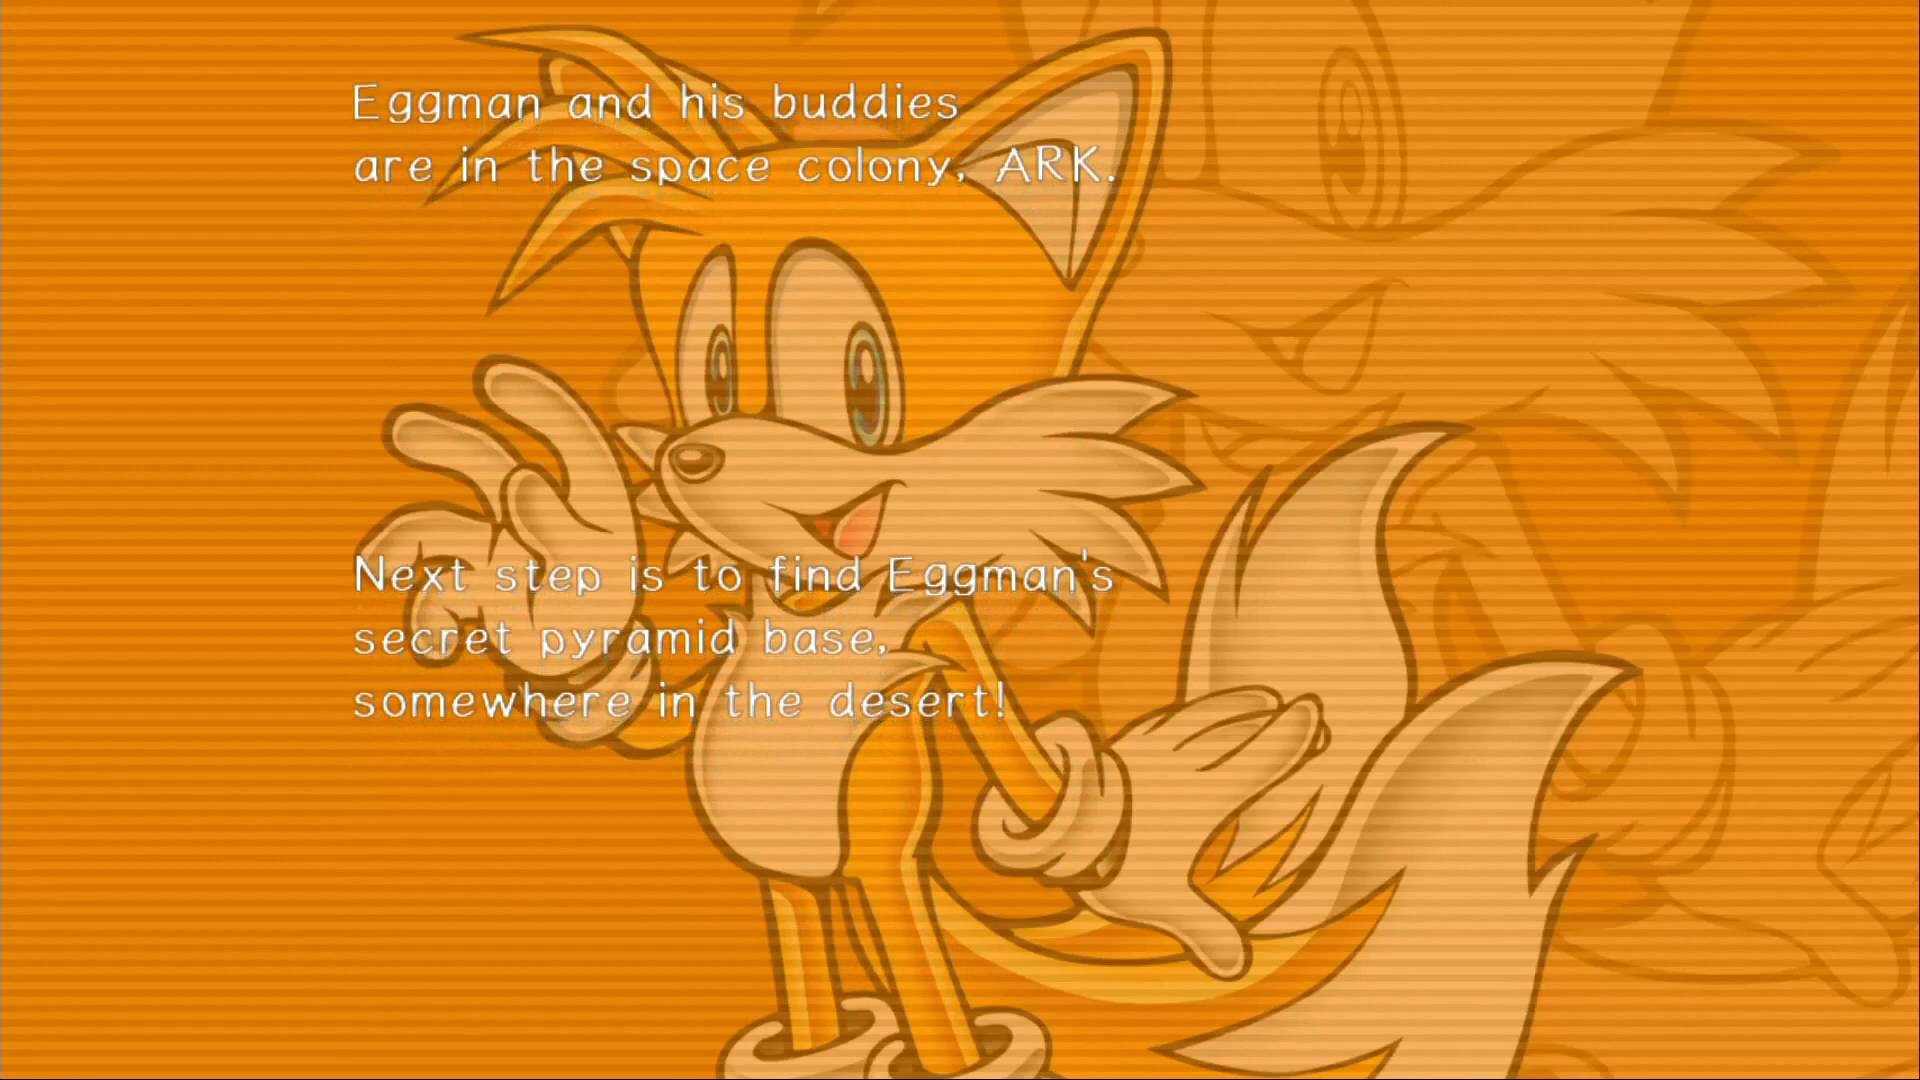 Eggman and his buddies
are in the space colony, ARK.
Next step is to find Eggman's
secret pyramid base,
somewhere in the desert!